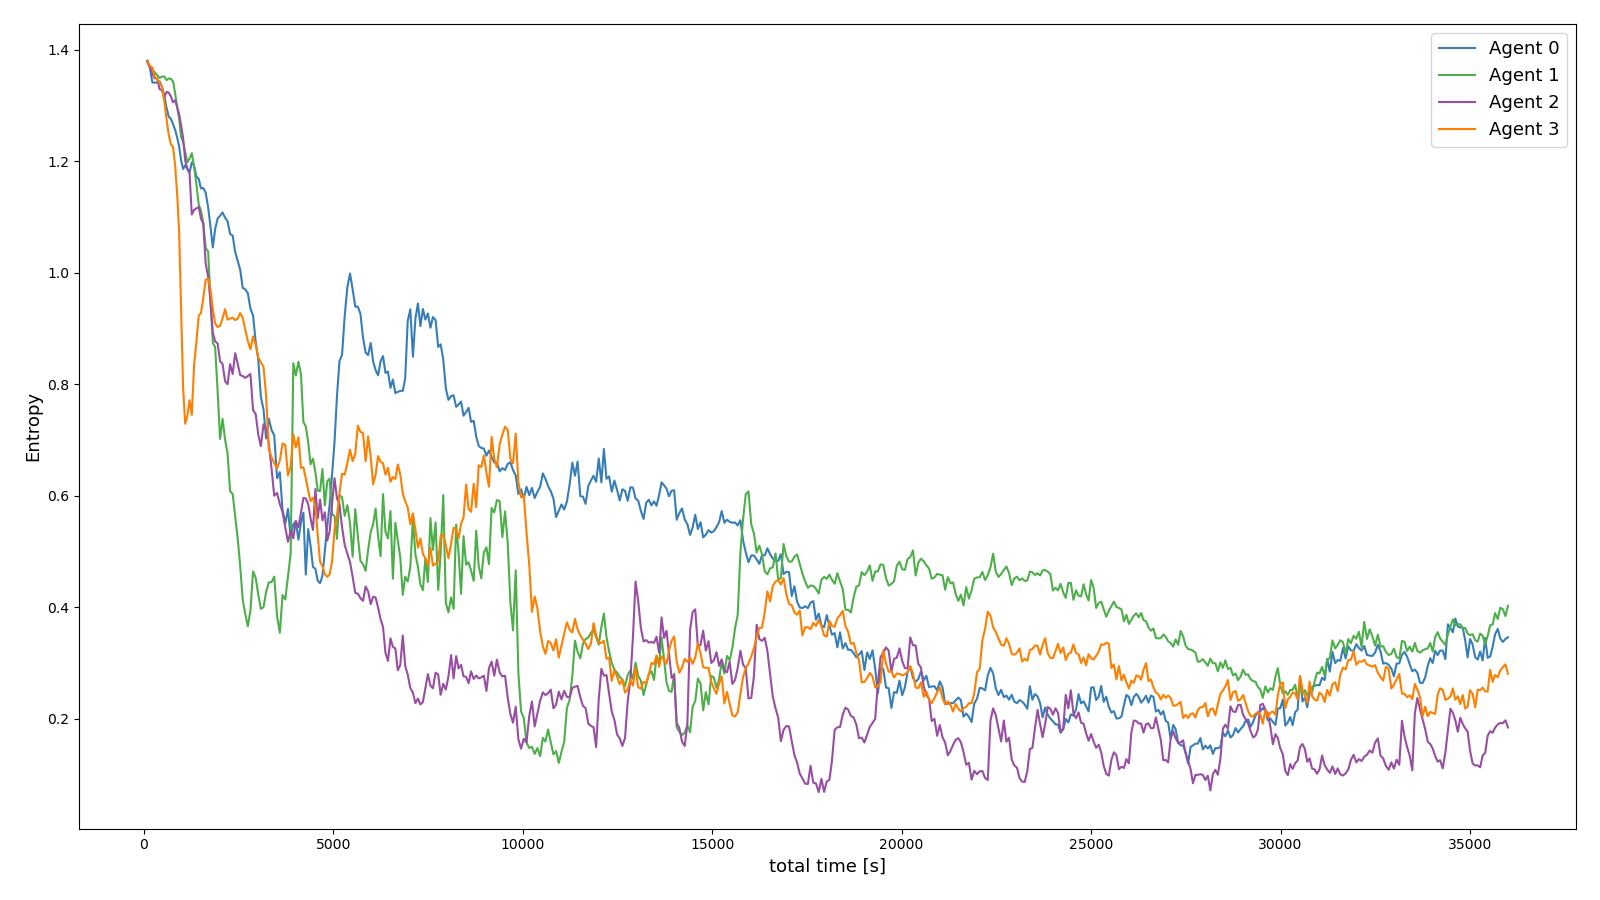 Entropy
1.4
1.2
1.0
0.8
0.6
0.4
0.2
Agent 0
Agent 1
Agent 2
Agent 3
0 5000 10000 15000 20000 25000 30000 35000
total time [s]